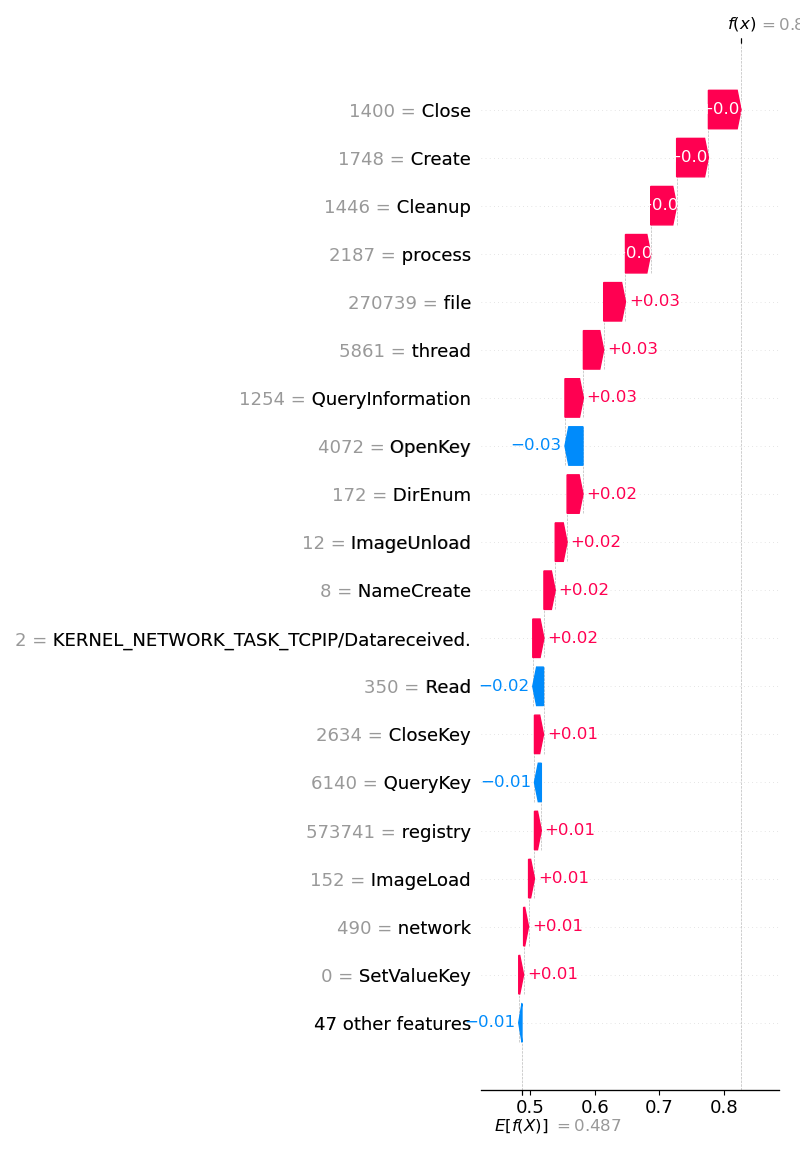 f(x) = 0.8
1400 = Close
1748 = Create
1446 = Cleanup
2187 = process
270739 = file +0.03
5861 = thread +0.03
1254 = QueryInformation +0.03
4072 = OpenKey −0.03
172 = DirEnum +0.02
12 = ImageUnload +0.02
8 = NameCreate +0.02
2 = KERNEL_NETWORK_TASK_TCPIP/Datareceived. +0.02
350 = Read −0.02
2634 = CloseKey +0.01
6140 = QueryKey −0.01
573741 = registry +0.01
152 = ImageLoad +0.01
490 = network +0.01
0 = SetValueKey +0.01
47 other features −0.01
0.5 0.6 0.7 0.8
E[f(X)] = 0.487